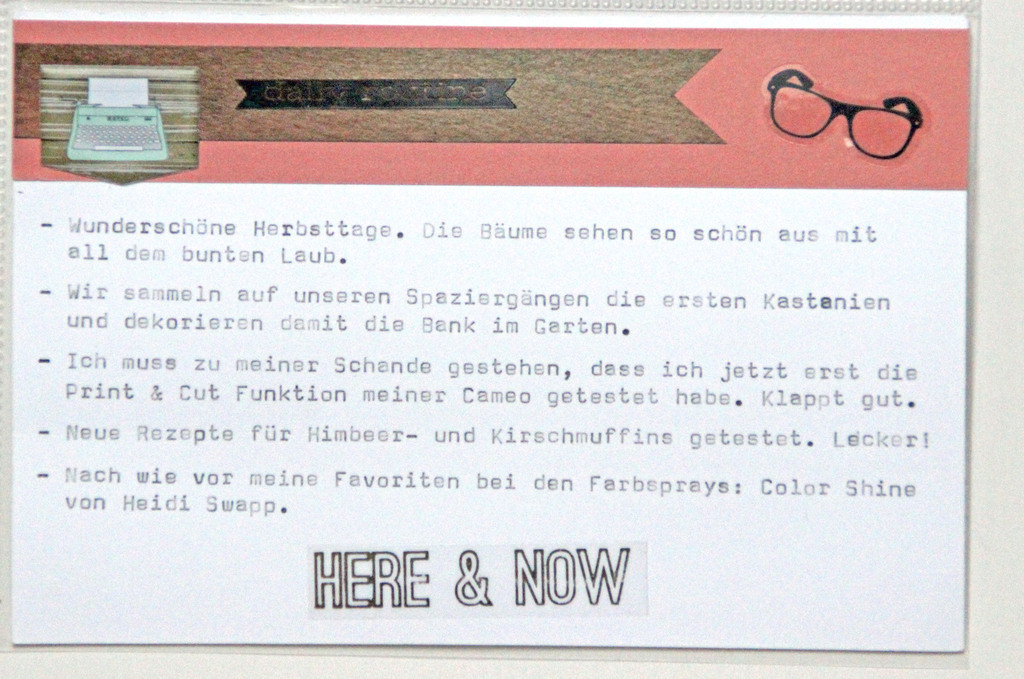 daily routine
- Wunderschöne Herbsttage. Die Bäume sehen so schön aus mit
all dem bunten Laub.
- Wir sammeln auf unseren Spaziergängen die ersten Kastanien
und dekorieren damit die Bank im Garten.
- Ich muss zu meiner Schande gestehen, dass ich jetzt erst die
Print & Cut Funktion meiner Cameo getestet habe. Klappt gut.
- Neue Rezepte für Himbeer- und Kirschmuffins getestet. Lecker!
- Nach wie vor meine Favoriten bei den Farbsprays: Color Shine
von Heidi Swapp.
HERE & NOW